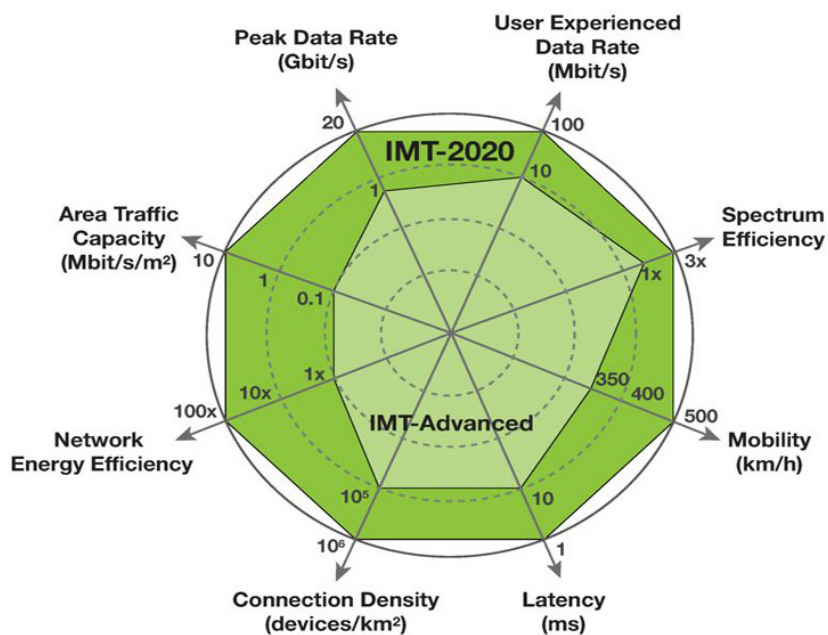 Peak Data Rate
(Gbit/s)
User Experienced
Data Rate
(Mbit/s)
20
100
IMT-2020
1
10
Area Traffic
Capacity
(Mbit/s/m²)
Spectrum
Efficiency
10
1
0.1
1x
3x
1x
10x
100x
350
400
500
IMT-Advanced
Network
Energy Efficiency
Mobility
(km/h)
10⁵
10
10⁶
1
Connection Density
(devices/km²)
Latency
(ms)